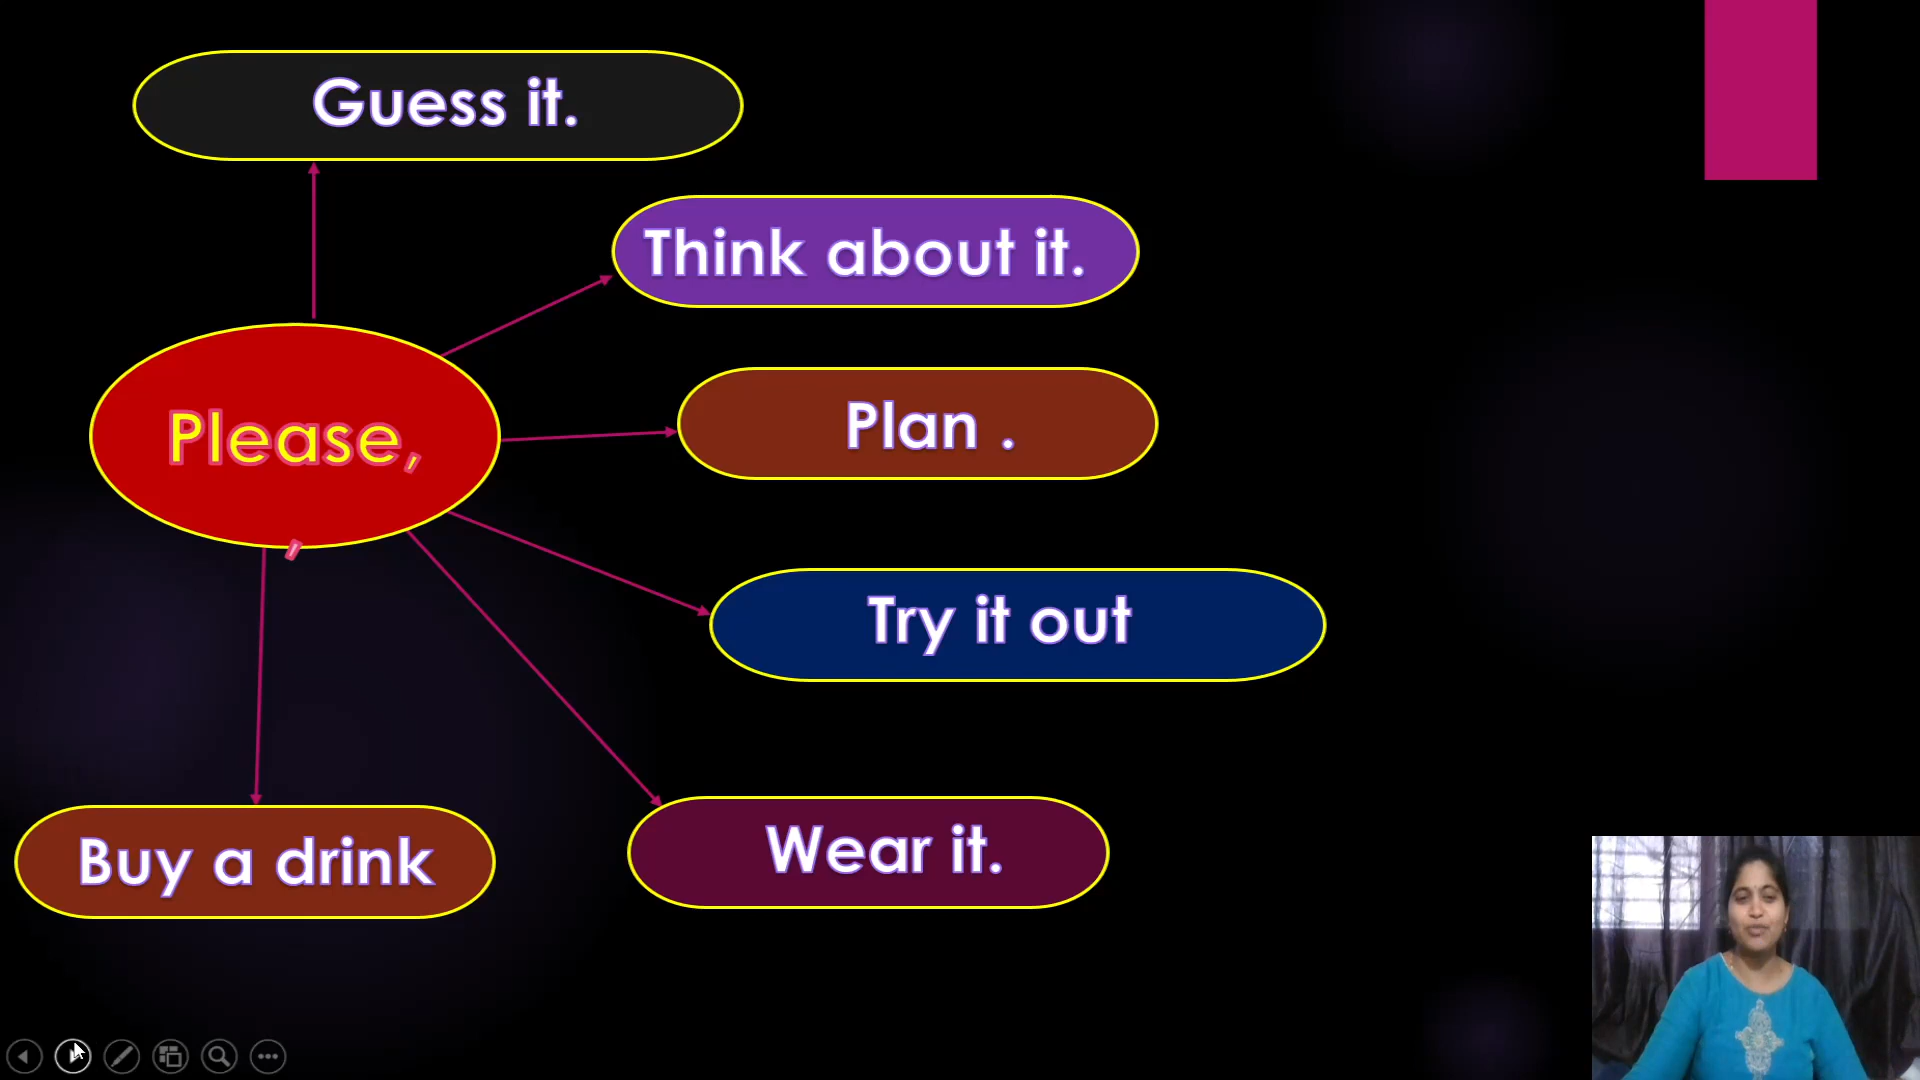 Guess it.
Think about it.
Please,
,
Plan .
Try it out
Buy a drink
Wear it.